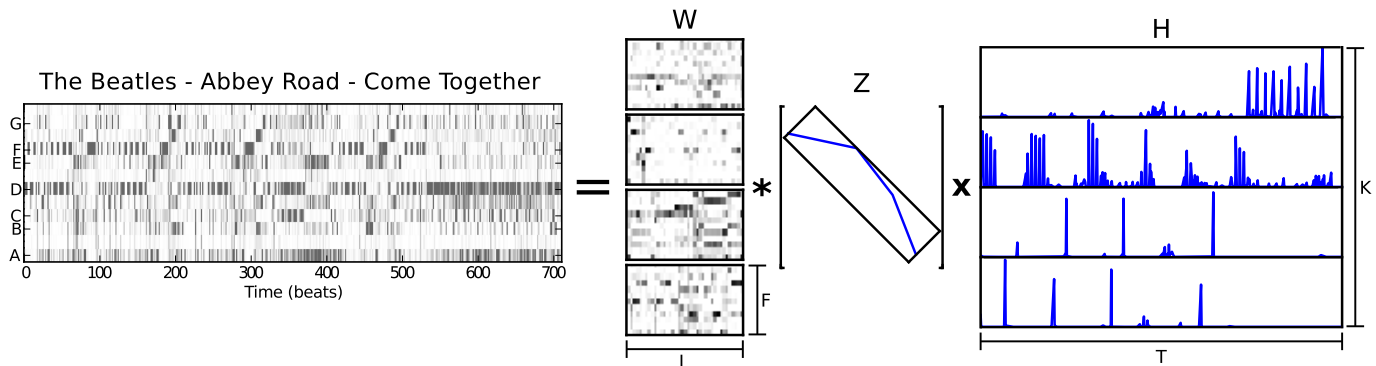 The Beatles - Abbey Road - Come Together
G
F
E
D
C
B
A
0 100 200 300 400 500 600 700
Time (beats)
=
W
F
*
Z
x
H
K
T